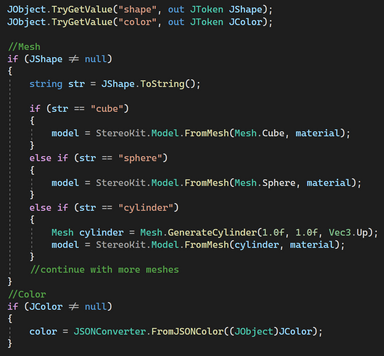 JObject.TryGetValue("shape", out JToken JShape);
JObject.TryGetValue("color", out JToken JColor);
//Mesh
if (JShape ≠ null)
{
string str = JShape.ToString();
if (str == "cube")
{
model = StereoKit.Model.FromMesh(Mesh.Cube, material);
}
else if (str == "sphere")
{
model = StereoKit.Model.FromMesh(Mesh.Sphere, material);
}
else if (str == "cylinder")
{
Mesh cylinder = Mesh.GenerateCylinder(1.0f, 1.0f, Vec3.Up);
model = StereoKit.Model.FromMesh(cylinder, material);
}
//continue with more meshes
}
//Color
if (JColor ≠ null)
{
color = JSONConverter.FromJSONColor((JObject)JColor);
}